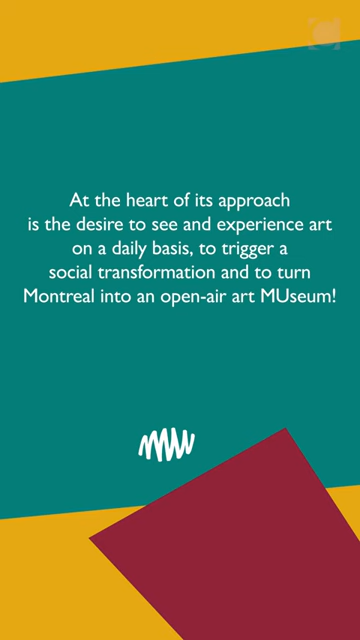 At the heart of its approach
is the desire to see and experience art
on a daily basis, to trigger a
social transformation and to turn
Montreal into an open-air art MUseum!